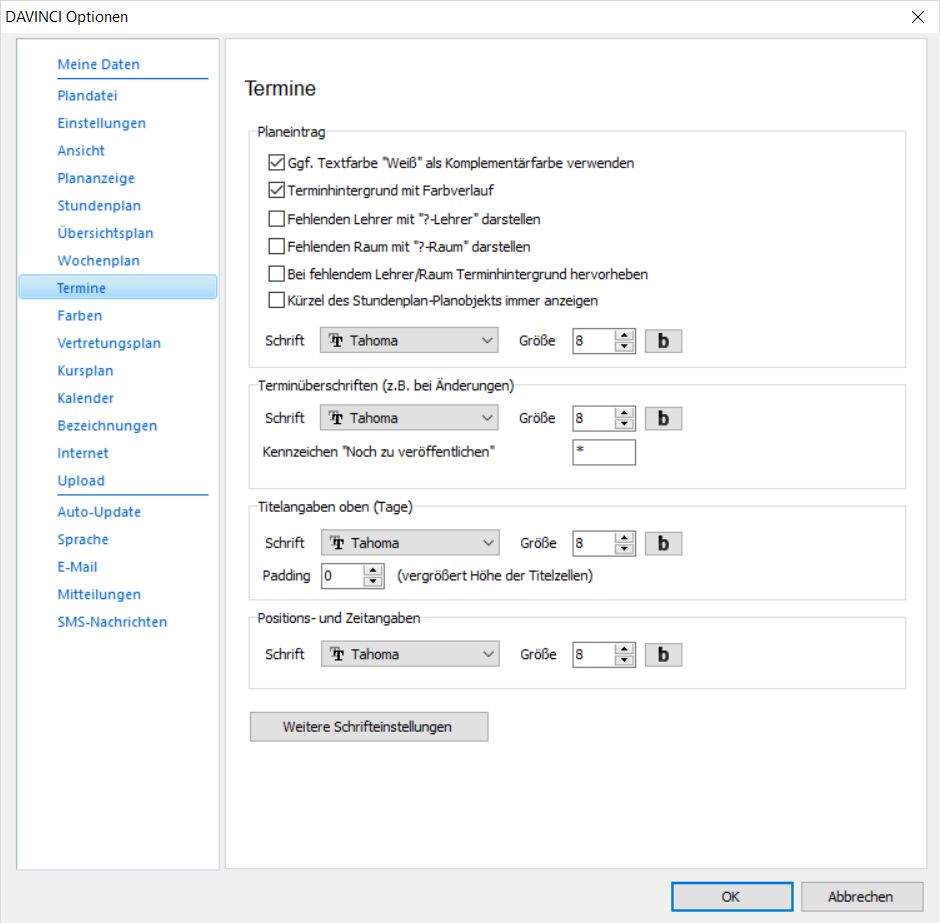 DAVINCI Optionen
Meine Daten
Plandatei
Einstellungen
Ansicht
Plananzeige
Stundenplan
Übersichtsplan
Wochenplan
Termine
Farben
Vertretungsplan
Kursplan
Kalender
Bezeichnungen
Internet
Upload
Auto-Update
Sprache
E-Mail
Mitteilungen
SMS-Nachrichten
Termine
Planeintrag
Ggf. Textfarbe "Weiß" als Komplementärfarbe verwenden
Terminhintergrund mit Farbverlauf
Fehlenden Lehrer mit "?-Lehrer" darstellen
Fehlenden Raum mit "?-Raum" darstellen
Bei fehlendem Lehrer/Raum Terminhintergrund hervorheben
Kürzel des Stundenplan-Planobjekts immer anzeigen
Schrift Tahoma Größe 8 b
Terminüberschriften (z.B. bei Änderungen)
Schrift Tahoma Größe 8 b
Kennzeichen "Noch zu veröffentlichen" *
Titelangaben oben (Tage)
Schrift Tahoma Größe 8 b
Padding 0 (vergrößert Höhe der Titelzellen)
Positions- und Zeitangaben
Schrift Tahoma Größe 8 b
Weitere Schrifteinstellungen
OK Abbrechen